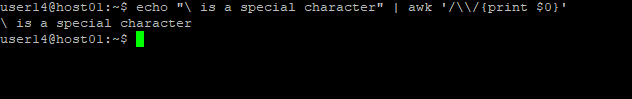 user14@host01:~$ echo "\ is a special character" | awk '/\\/{print $0}'
\ is a special character
user14@host01:~$